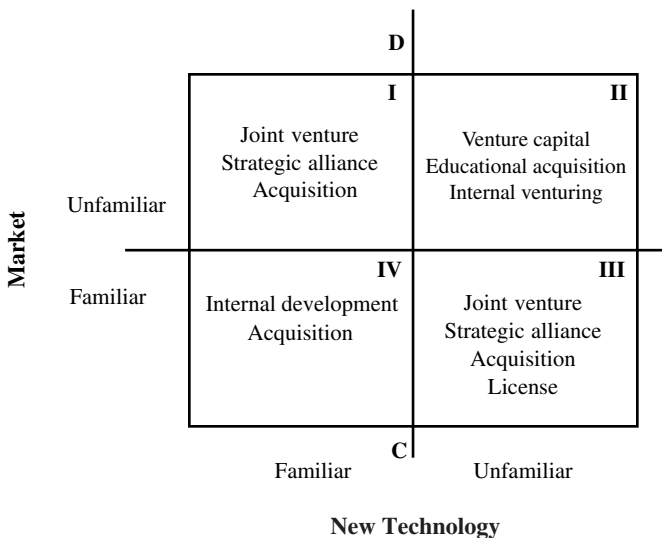 D
I
II
Joint venture
Strategic alliance
Acquisition
Venture capital
Educational acquisition
Internal venturing
Unfamiliar
Market
Familiar
IV
III
Internal development
Acquisition
Joint venture
Strategic alliance
Acquisition
License
C
Familiar
Unfamiliar
New Technology